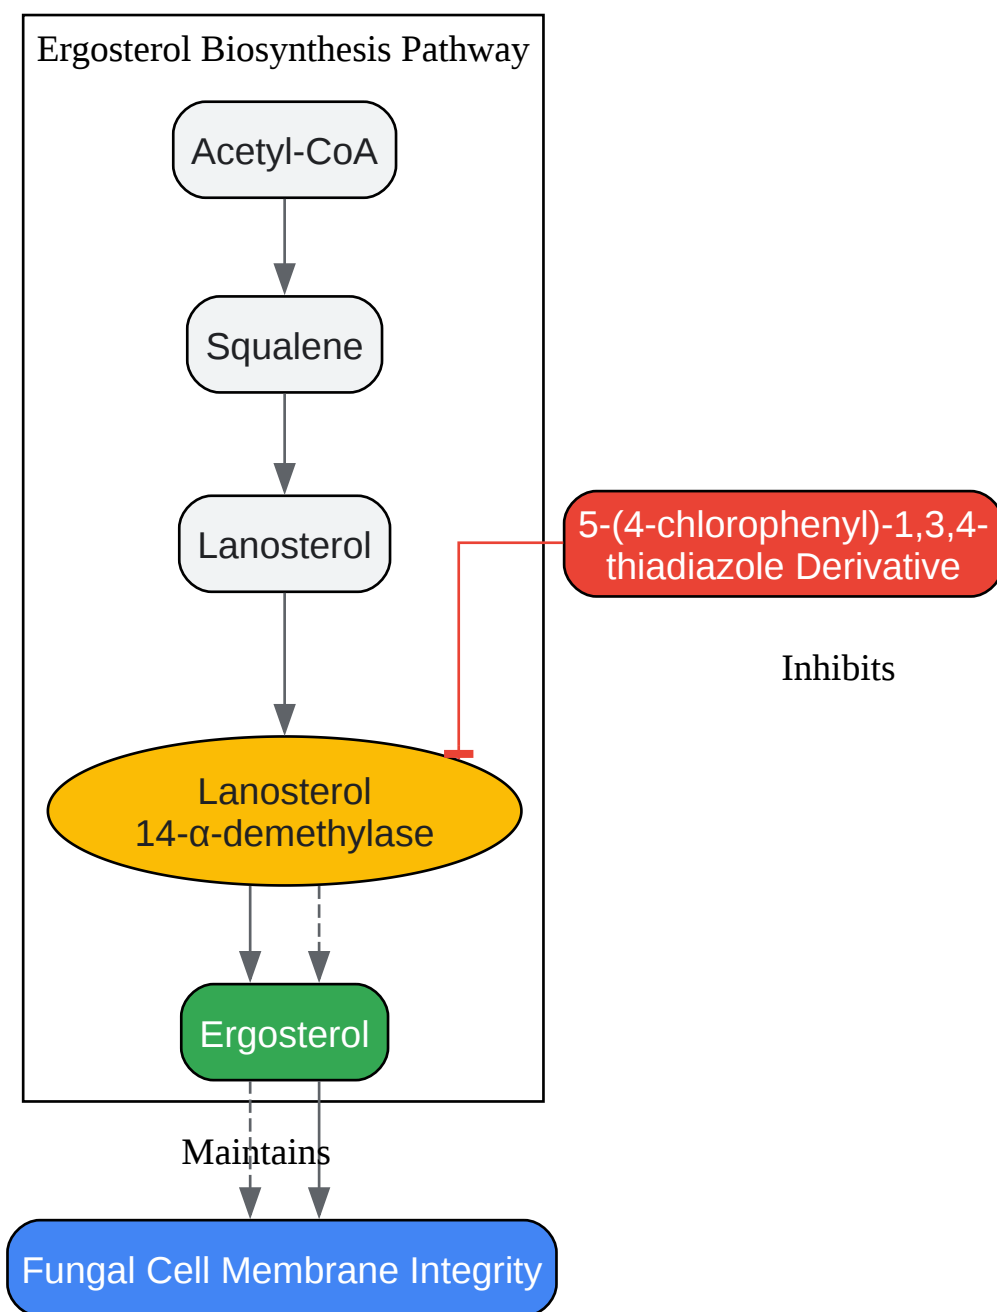 Ergosterol Biosynthesis Pathway
Acetyl-CoA
Squalene
Lanosterol
5-(4-chlorophenyl)-1,3,4-
thiadiazole Derivative
Inhibits
Lanosterol
14-α-demethylase
Ergosterol
Maintains
Fungal Cell Membrane Integrity